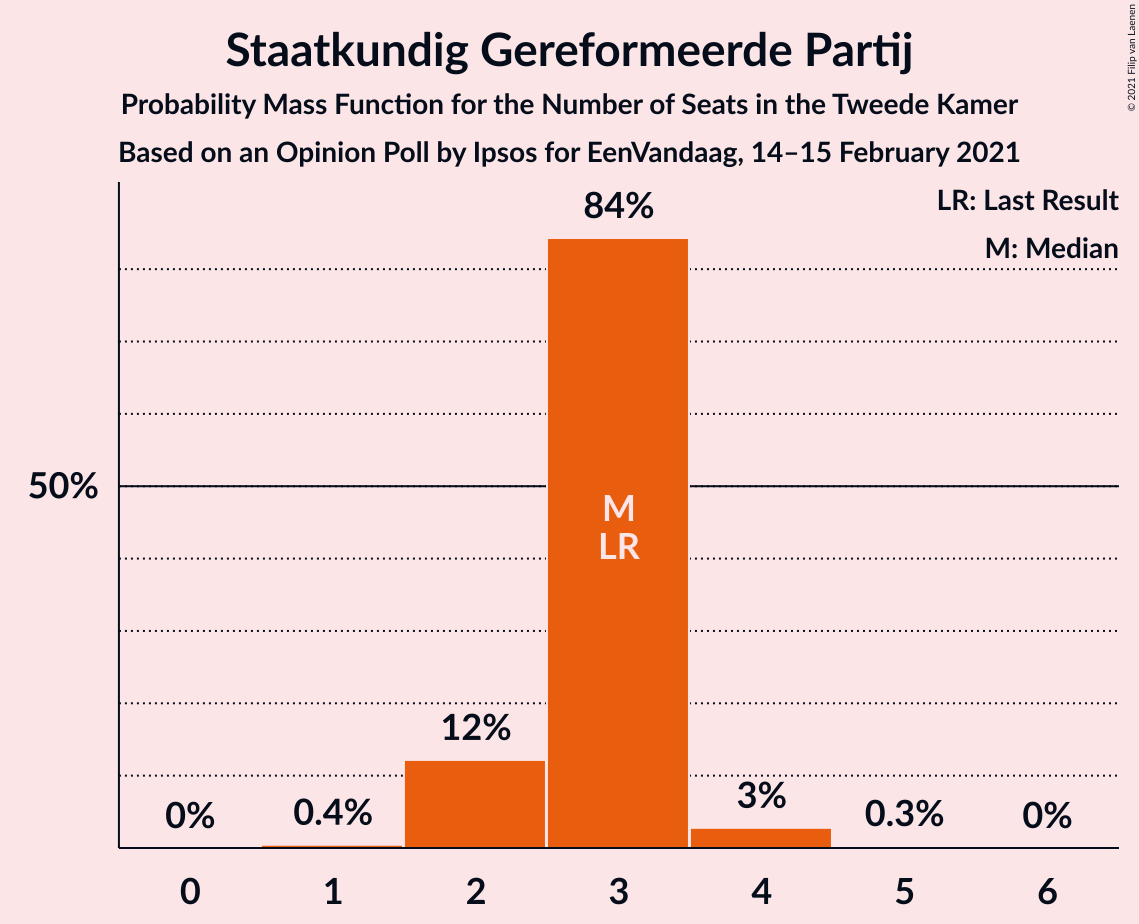 Staatkundig Gereformeerde Partij
Probability Mass Function for the Number of Seats in the Tweede Kamer
Based on an Opinion Poll by Ipsos for EenVandaag, 14–15 February 2021
© 2021 Filip van Laenen
LR: Last Result
M: Median
84%
50%
M
LR
12%
0%
0.4%
3%
0.3%
0%
0 1 2 3 4 5 6